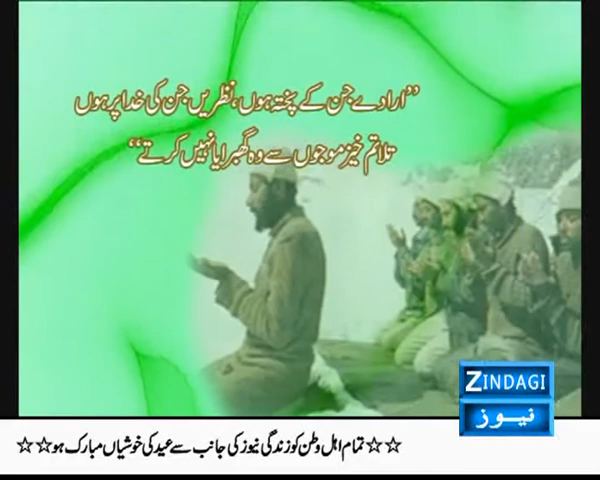 ”ارادے جن کے پختہ ہوں، نظریں جن کی خدا پر ہوں
تلاتم خیز موجوں سے وہ گھبرایا نہیں کرتے“
ZINDAGI
نیوز
☆☆تمام اہل وطن کو زندگی نیوز کی جانب سے عید کی خوشیاں مبارک ہو☆☆